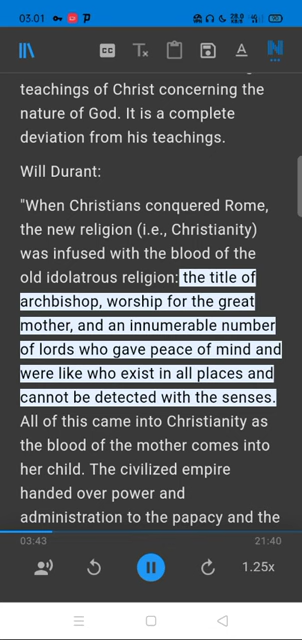 03.01
CC
teachings of Christ concerning the
nature of God. It is a complete
deviation from his teachings.
Will Durant:
"When Christians conquered Rome,
the new religion (i.e., Christianity)
was infused with the blood of the
old idolatrous religion: the title of
archbishop, worship for the great
mother, and an innumerable number
of lords who gave peace of mind and
were like who exist in all places and
cannot be detected with the senses.
All of this came into Christianity as
the blood of the mother comes into
her child. The civilized empire
handed over power and
administration to the papacy and the
03:43
21:40
1.25x